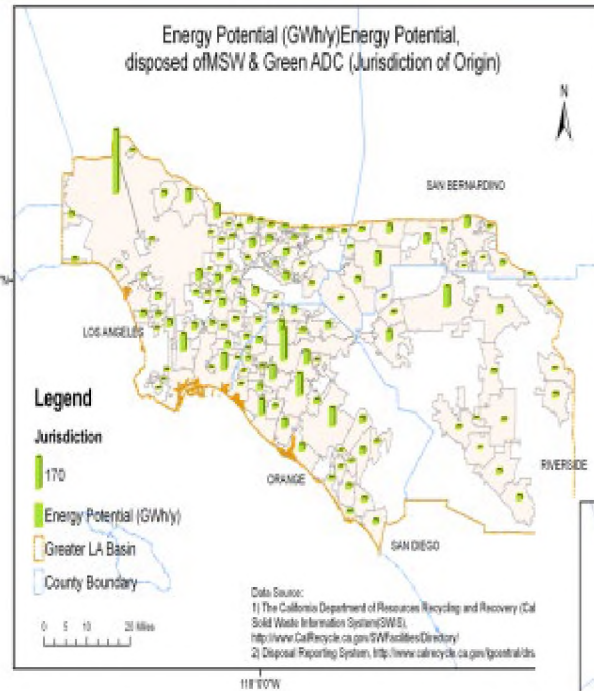 Energy Potential (GWh/y)Energy Potential,
disposed ofMSW & Green ADC (Jurisdiction of Origin)
N
SAN BERNARDINO
LOS ANGELES
Legend
Jurisdiction
170
Energy Potential (GWh/y)
Greater LA Basin
County Boundary
RIVERSIDE
ORANGE
SAN DIEGO
0 5 10 20 Miles
Data Source:
1) The California Department of Resources Recycling and Recovery (Cal
Solid Waste Information System(SWIS),
http://www.CalRecycle.ca.gov/SWFacilities/Directory/
2) Disposal Reporting System, http://www.calrecycle.ca.gov/lgcentral/drs
118°0'0"W